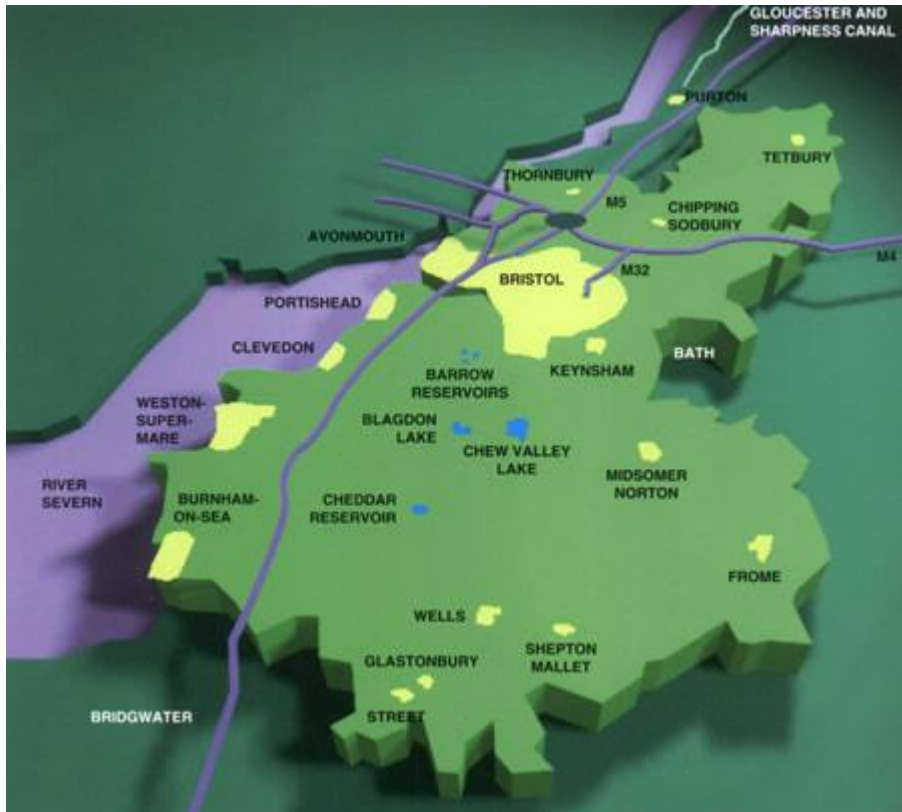 GLOUCESTER AND
SHARPNESS CANAL
PURTON
TETBURY
THORNBURY
M5
CHIPPING
SODBURY
AVONMOUTH
M4
M32
BRISTOL
PORTISHEAD
CLEVEDON
BATH
KEYNSHAM
BARROW
RESERVOIRS
WESTON-
SUPER-
MARE
BLAGDON
LAKE
CHEW VALLEY
LAKE
MIDSOMER
NORTON
RIVER
SEVERN
BURNHAM-
ON-SEA
CHEDDAR
RESERVOIR
FROME
WELLS
SHEPTON
MALLET
GLASTONBURY
STREET
BRIDGWATER